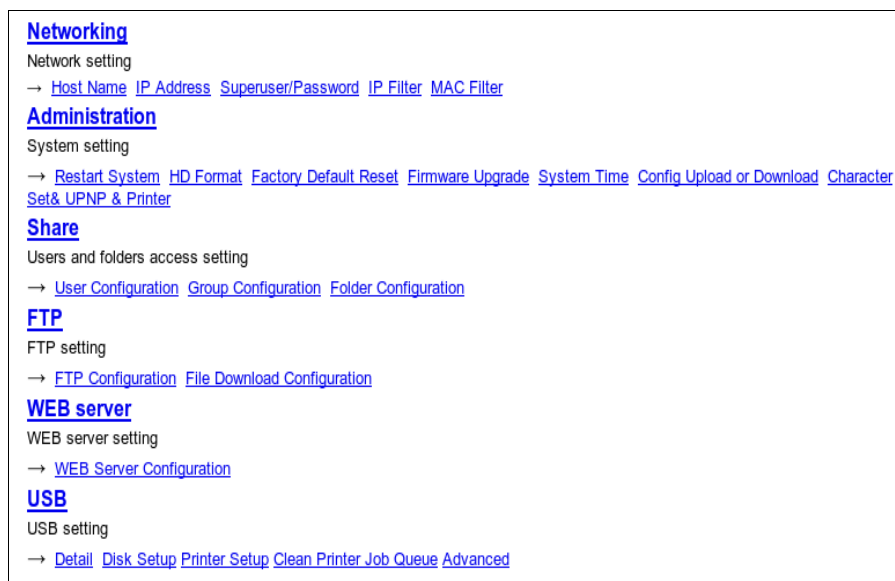 Networking
Network setting
→ Host Name IP Address Superuser/Password IP Filter MAC Filter
Administration
System setting
→ Restart System HD Format Factory Default Reset Firmware Upgrade System Time Config Upload or Download Character
Set& UPNP & Printer
Share
Users and folders access setting
→ User Configuration Group Configuration Folder Configuration
FTP
FTP setting
→ FTP Configuration File Download Configuration
WEB server
WEB server setting
→ WEB Server Configuration
USB
USB setting
→ Detail Disk Setup Printer Setup Clean Printer Job Queue Advanced